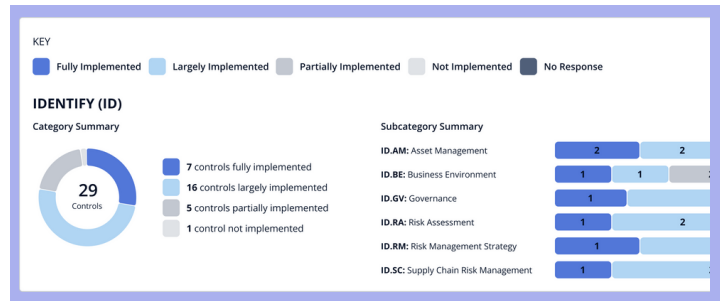 KEY
Fully Implemented Largely Implemented Partially Implemented Not Implemented No Response
IDENTIFY (ID)
Category Summary
29
Controls
7 controls fully implemented
16 controls largely implemented
5 controls partially implemented
1 control not implemented
Subcategory Summary
ID.AM: Asset Management 2 2
ID.BE: Business Environment 1 1
ID.GV: Governance 1
ID.RA: Risk Assessment 1 2
ID.RM: Risk Management Strategy 1
ID.SC: Supply Chain Risk Management 1